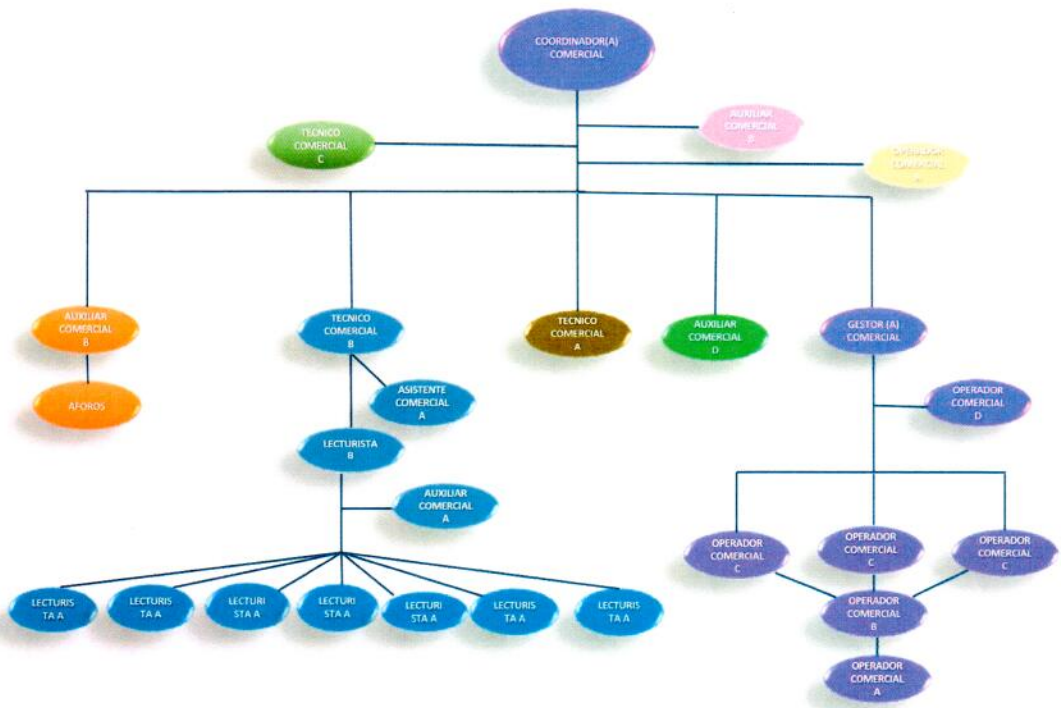 COORDINADOR(A)
COMERCIAL
AUXILIAR
COMERCIAL
TECNICO
COMERCIAL
C
OPERADOR
COMERCIAL
AUXILIAR
COMERCIAL
B
TECNICO
COMERCIAL
B
TECNICO
COMERCIAL
A
AUXILIAR
COMERCIAL
D
GESTOR (A)
COMERCIAL
AFOROS
ASISTENTE
COMERCIAL
A
OPERADOR
COMERCIAL
D
LECTURISTA
B
AUXILIAR
COMERCIAL
A
OPERADOR
COMERCIAL
C
OPERADOR
COMERCIAL
C
OPERADOR
COMERCIAL
C
LECTURIS
TA A
LECTURIS
TA A
LECTURI
STA A
LECTURI
STA A
LECTURI
STA A
LECTURIS
TA A
LECTURIS
TA A
OPERADOR
COMERCIAL
B
OPERADOR
COMERCIAL
A